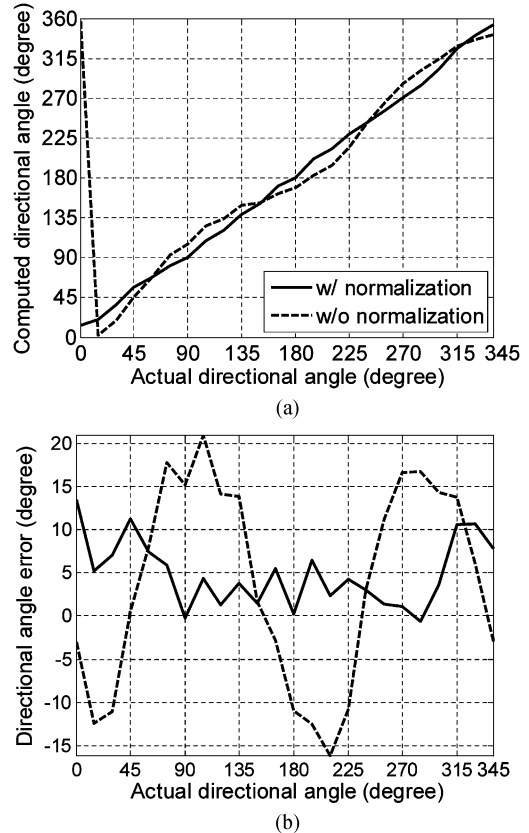 360
315
270
225
180
135
90
45
0
Computed directional angle (degree)
w/ normalization
w/o normalization
0 45 90 135 180 225 270 315 345
Actual directional angle (degree)
(a)
20
15
10
5
0
-5
-10
-15
Directional angle error (degree)
0 45 90 135 180 225 270 315 345
Actual directional angle (degree)
(b)